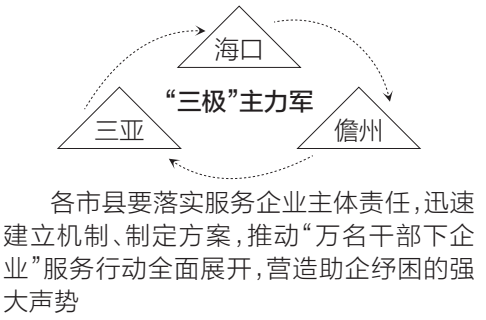 海口
“三极”主力军
三亚
儋州
各市县要落实服务企业主体责任,迅速
建立机制、制定方案,推动“万名干部下企
业”服务行动全面展开,营造助企纾困的强
大声势